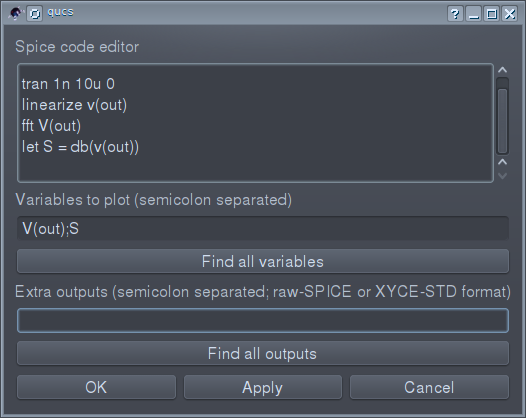 qucs
Spice code editor
tran 1n 10u 0
linearize v(out)
fft V(out)
let S = db(v(out))
Variables to plot (semicolon separated)
V(out);S
Find all variables
Extra outputs (semicolon separated; raw-SPICE or XYCE-STD format)
Find all outputs
OK Apply Cancel